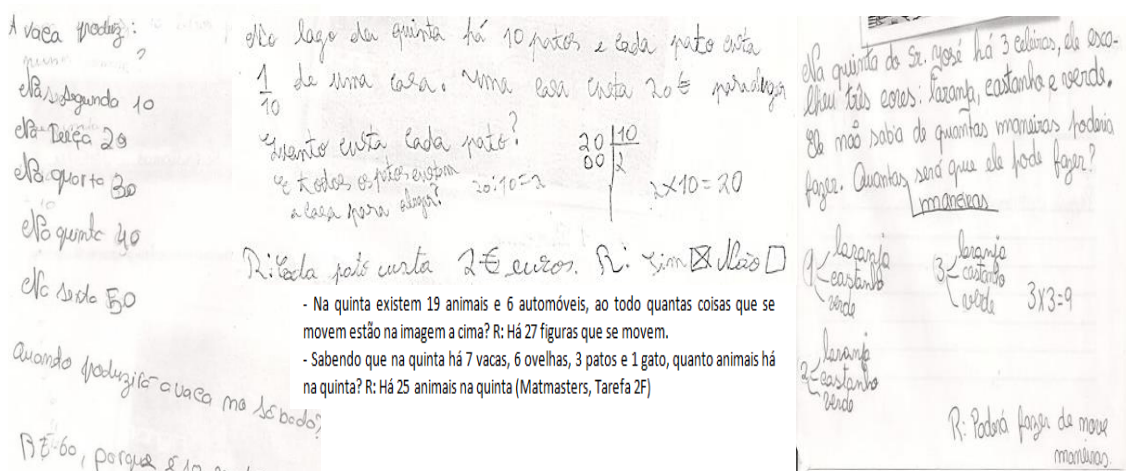 A vaca produz:
?
Na segunda 10
Na Terça 20
Na quarta 30
Na quinta 40
Na sexta 50
Quando produzirá a vaca no sábado?
R: 60, porque é 10
No lago da quinta há 10 patos e cada pato custa
1/10 de uma casa. Uma casa custa 20€ para alugar
Quanto custa cada pato?
20 10
00 2
E todos os patos
20:10=2
2x10=20
a casa para alugar?
R: Cada pato custa 2€ euros. R: Sim ☒ Não ☐
- Na quinta existem 19 animais e 6 automóveis, ao todo quantas coisas que se
movem estão na imagem a cima? R: Há 27 figuras que se movem.
- Sabendo que na quinta há 7 vacas, 6 ovelhas, 3 patos e 1 gato, quanto animais há
na quinta? R: Há 25 animais na quinta (Matmasters, Tarefa 2F)
Na quinta do Sr. José há 3 celeiros, ele esco-
lheu três cores: laranja, castanho e verde.
Ele não sabia de quantas maneiras poderia
fazer. Quantas será que ele pode fazer?
maneiras
1 laranja
castanho
verde
3 laranja
castanho
verde
3x3=9
2 laranja
castanho
verde
R: Poderá fazer de nove
maneiras.